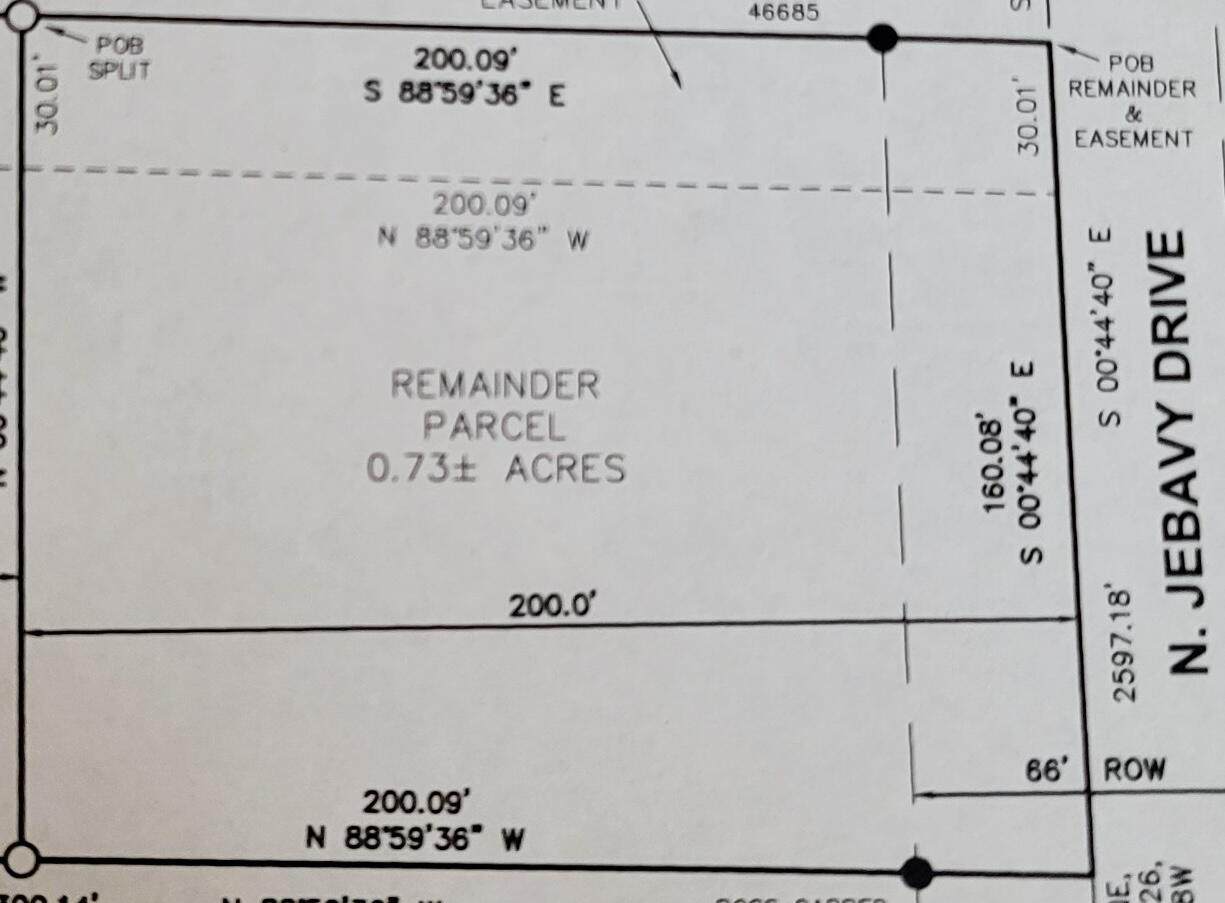 EASEMENT
46685
S
POB
SPLIT
30.01'
200.09'
S 88°59'36" E
30.01'
POB
REMAINDER
&
EASEMENT
200.09'
N 88°59'36" W
REMAINDER
PARCEL
0.73± ACRES
160.08'
S 00°44'40" E
S 00°44'40" E
2597.18'
N. JEBAVY DRIVE
200.0'
66' ROW
200.09'
N 88°59'36" W